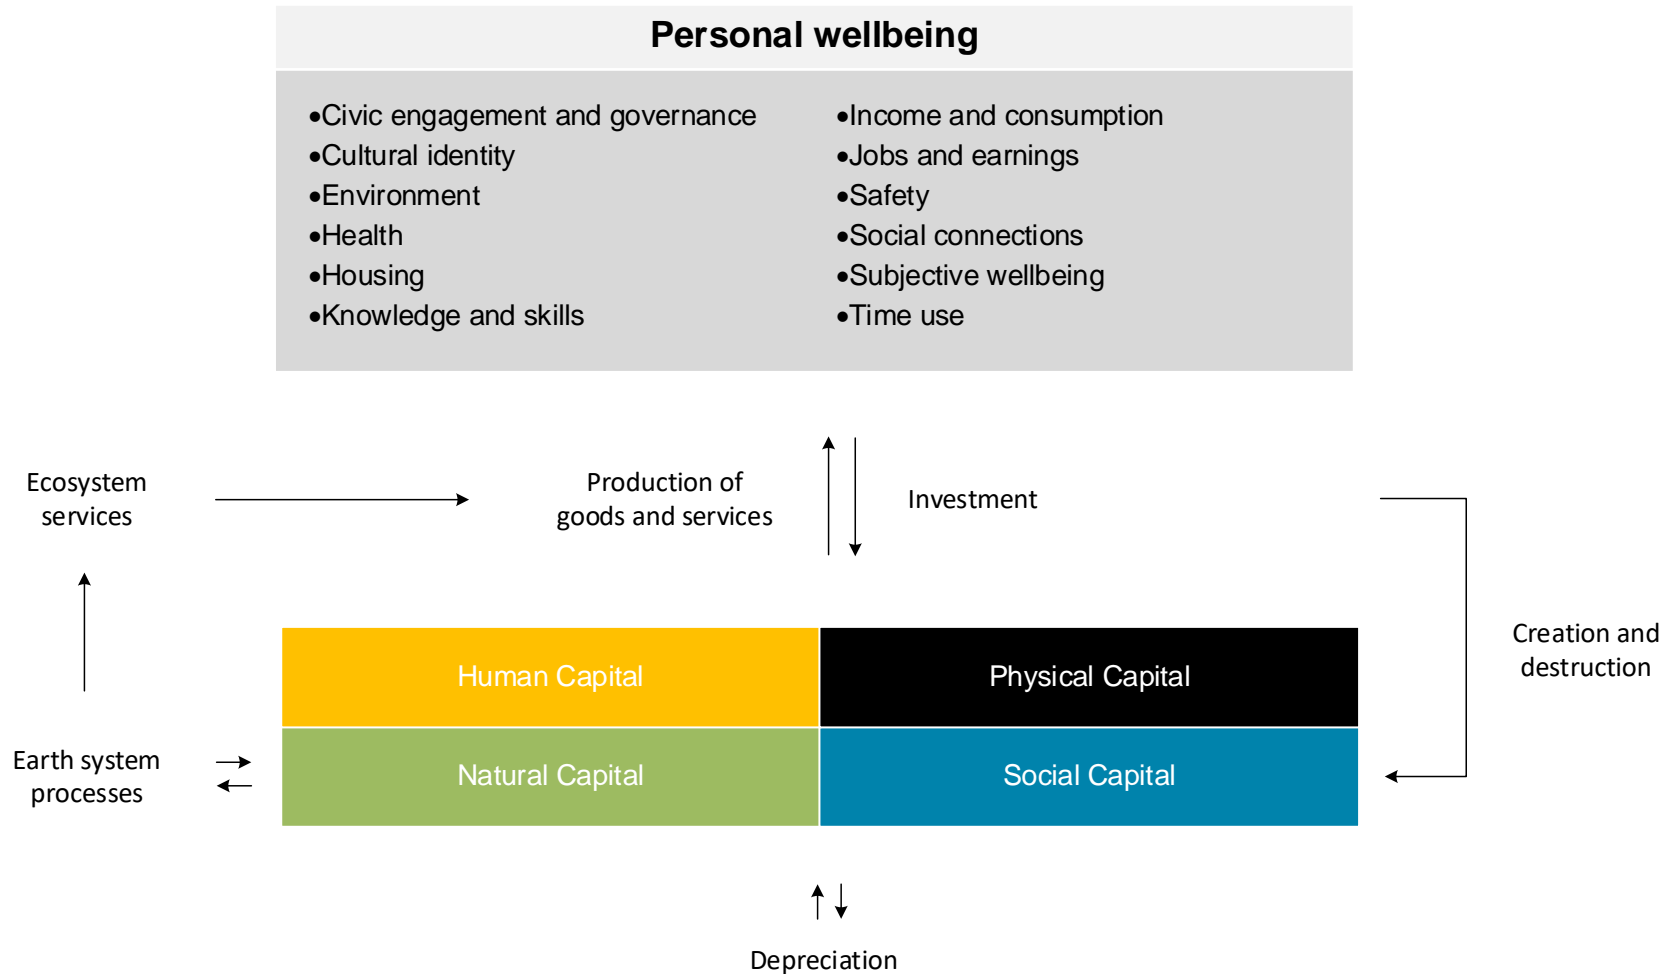 Personal wellbeing
•Civic engagement and governance
•Cultural identity
•Environment
•Health
•Housing
•Knowledge and skills
•Income and consumption
•Jobs and earnings
•Safety
•Social connections
•Subjective wellbeing
•Time use
Ecosystem
services
Production of
goods and services
Investment
Creation and
destruction
Human Capital
Physical Capital
Earth system
processes
Natural Capital
Social Capital
Depreciation